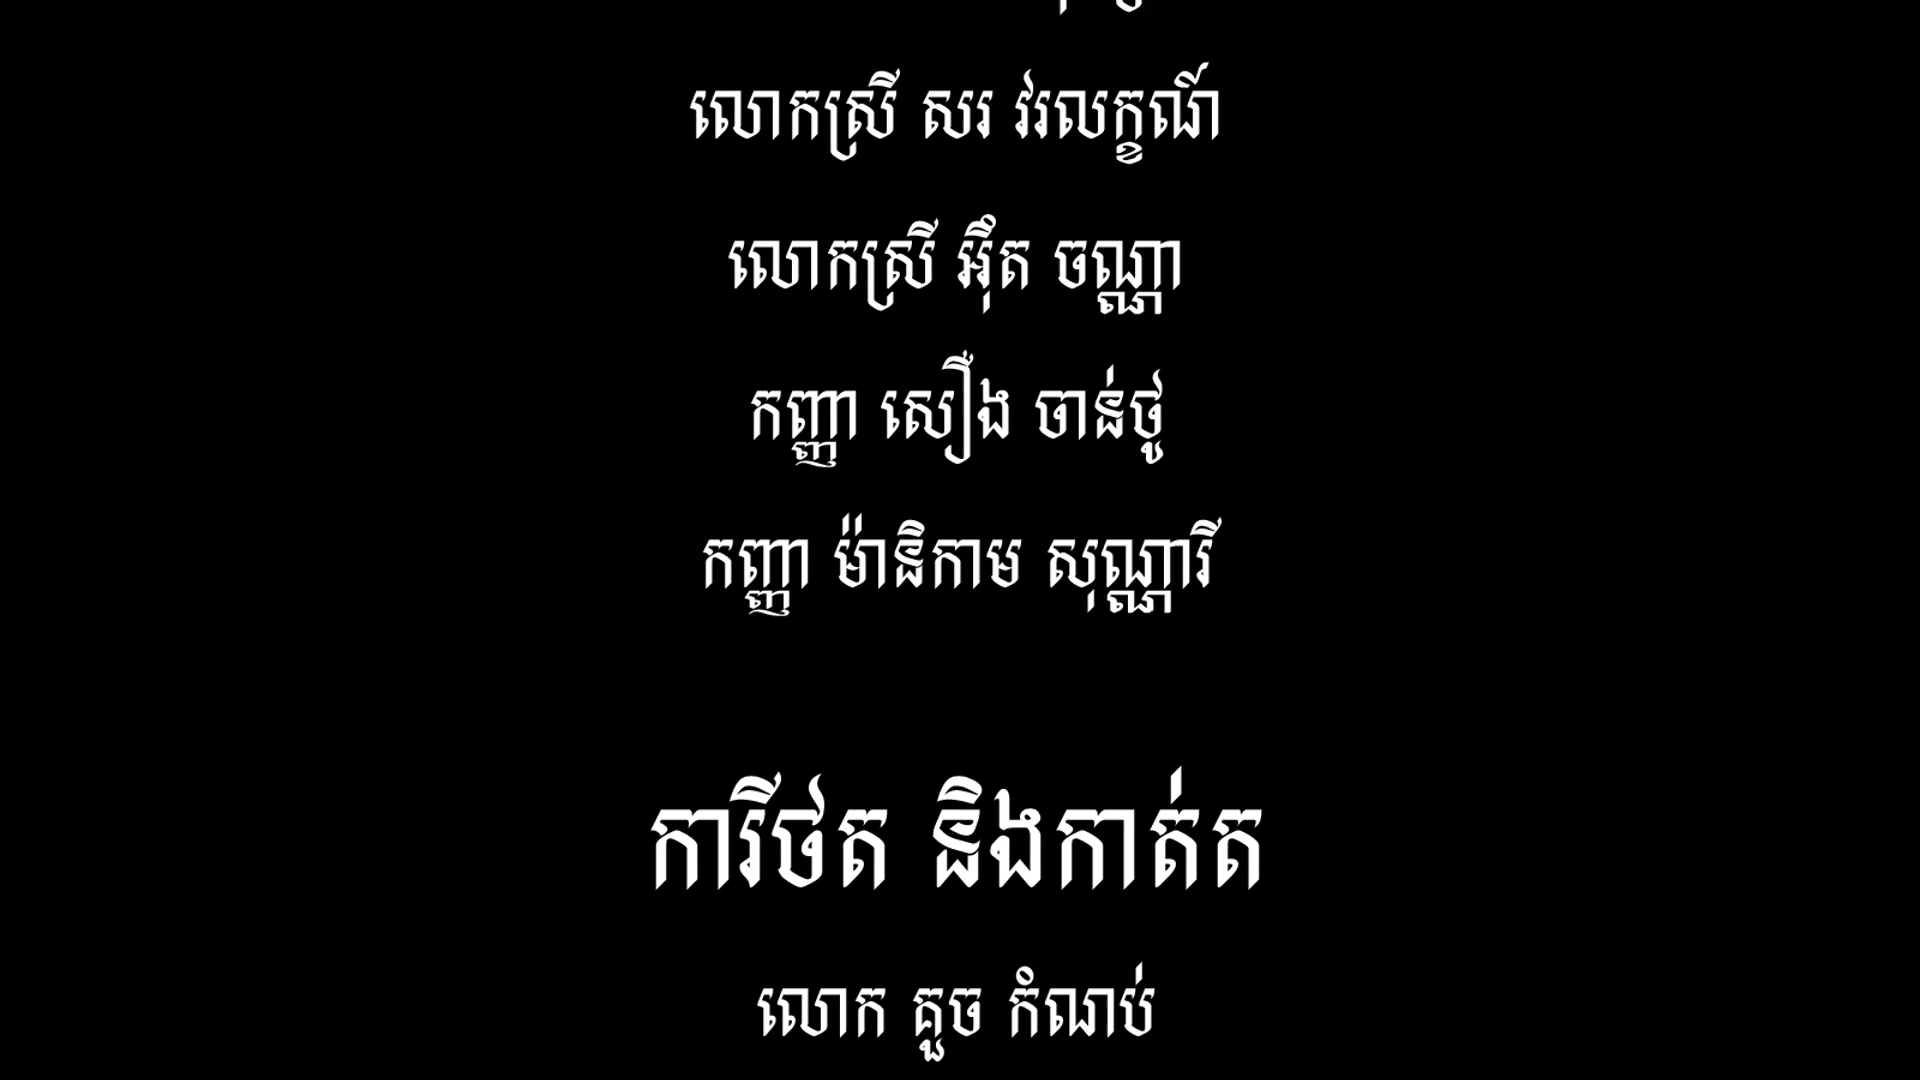 លោកស្រី សរ វរលក្ខណ៍
លោកស្រី អ៊ឹត ចណ្ណា
កញ្ញា សឿង ចាន់ថូ
កញ្ញា ម៉ានិកាម សុណ្ណារី
ការីថត និងកាត់ត
លោក គួច កំណប់